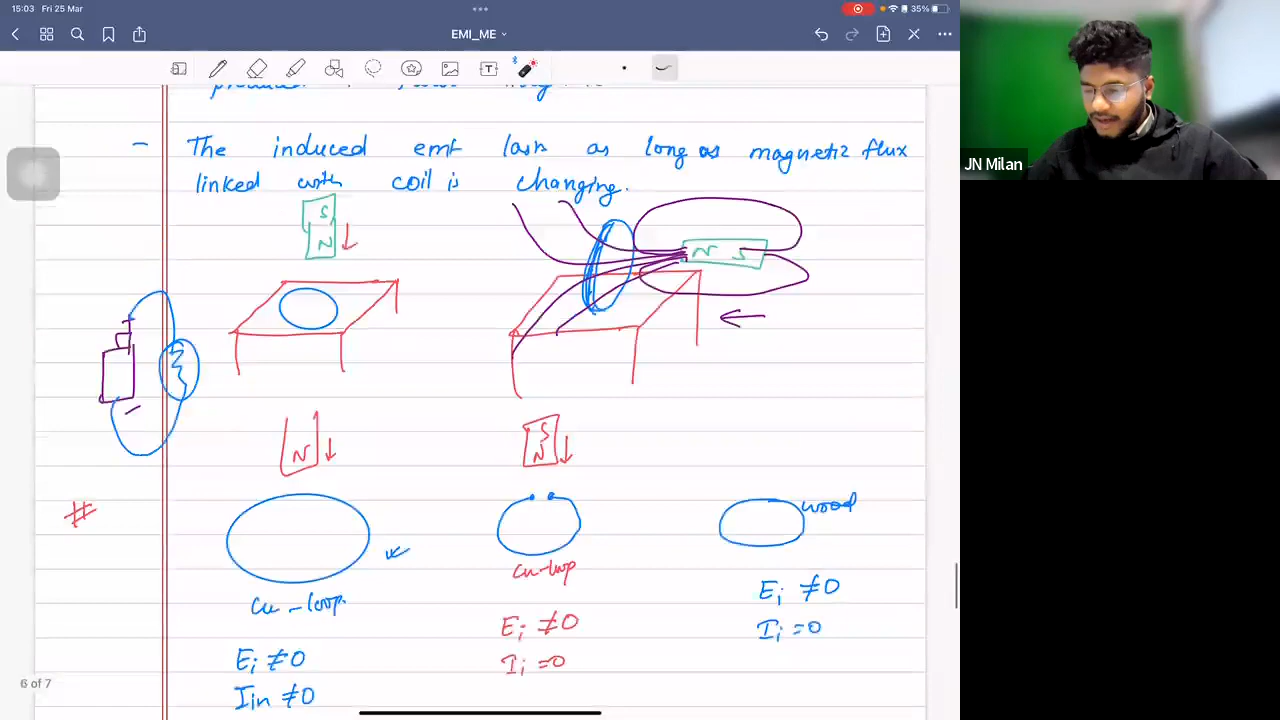 15:03 Fri 25 Mar
35%
EMI_ME
- The induced emf lasts as long as magnetic flux
linked with coil is changing.
JN Milan
S
N
N S
N
S
N
#
wood
Cu-loop
Cu-loop
Ei ≠0
Ii =0
Ei ≠0
Ii =0
Ei ≠0
Iin ≠0
6 of 7